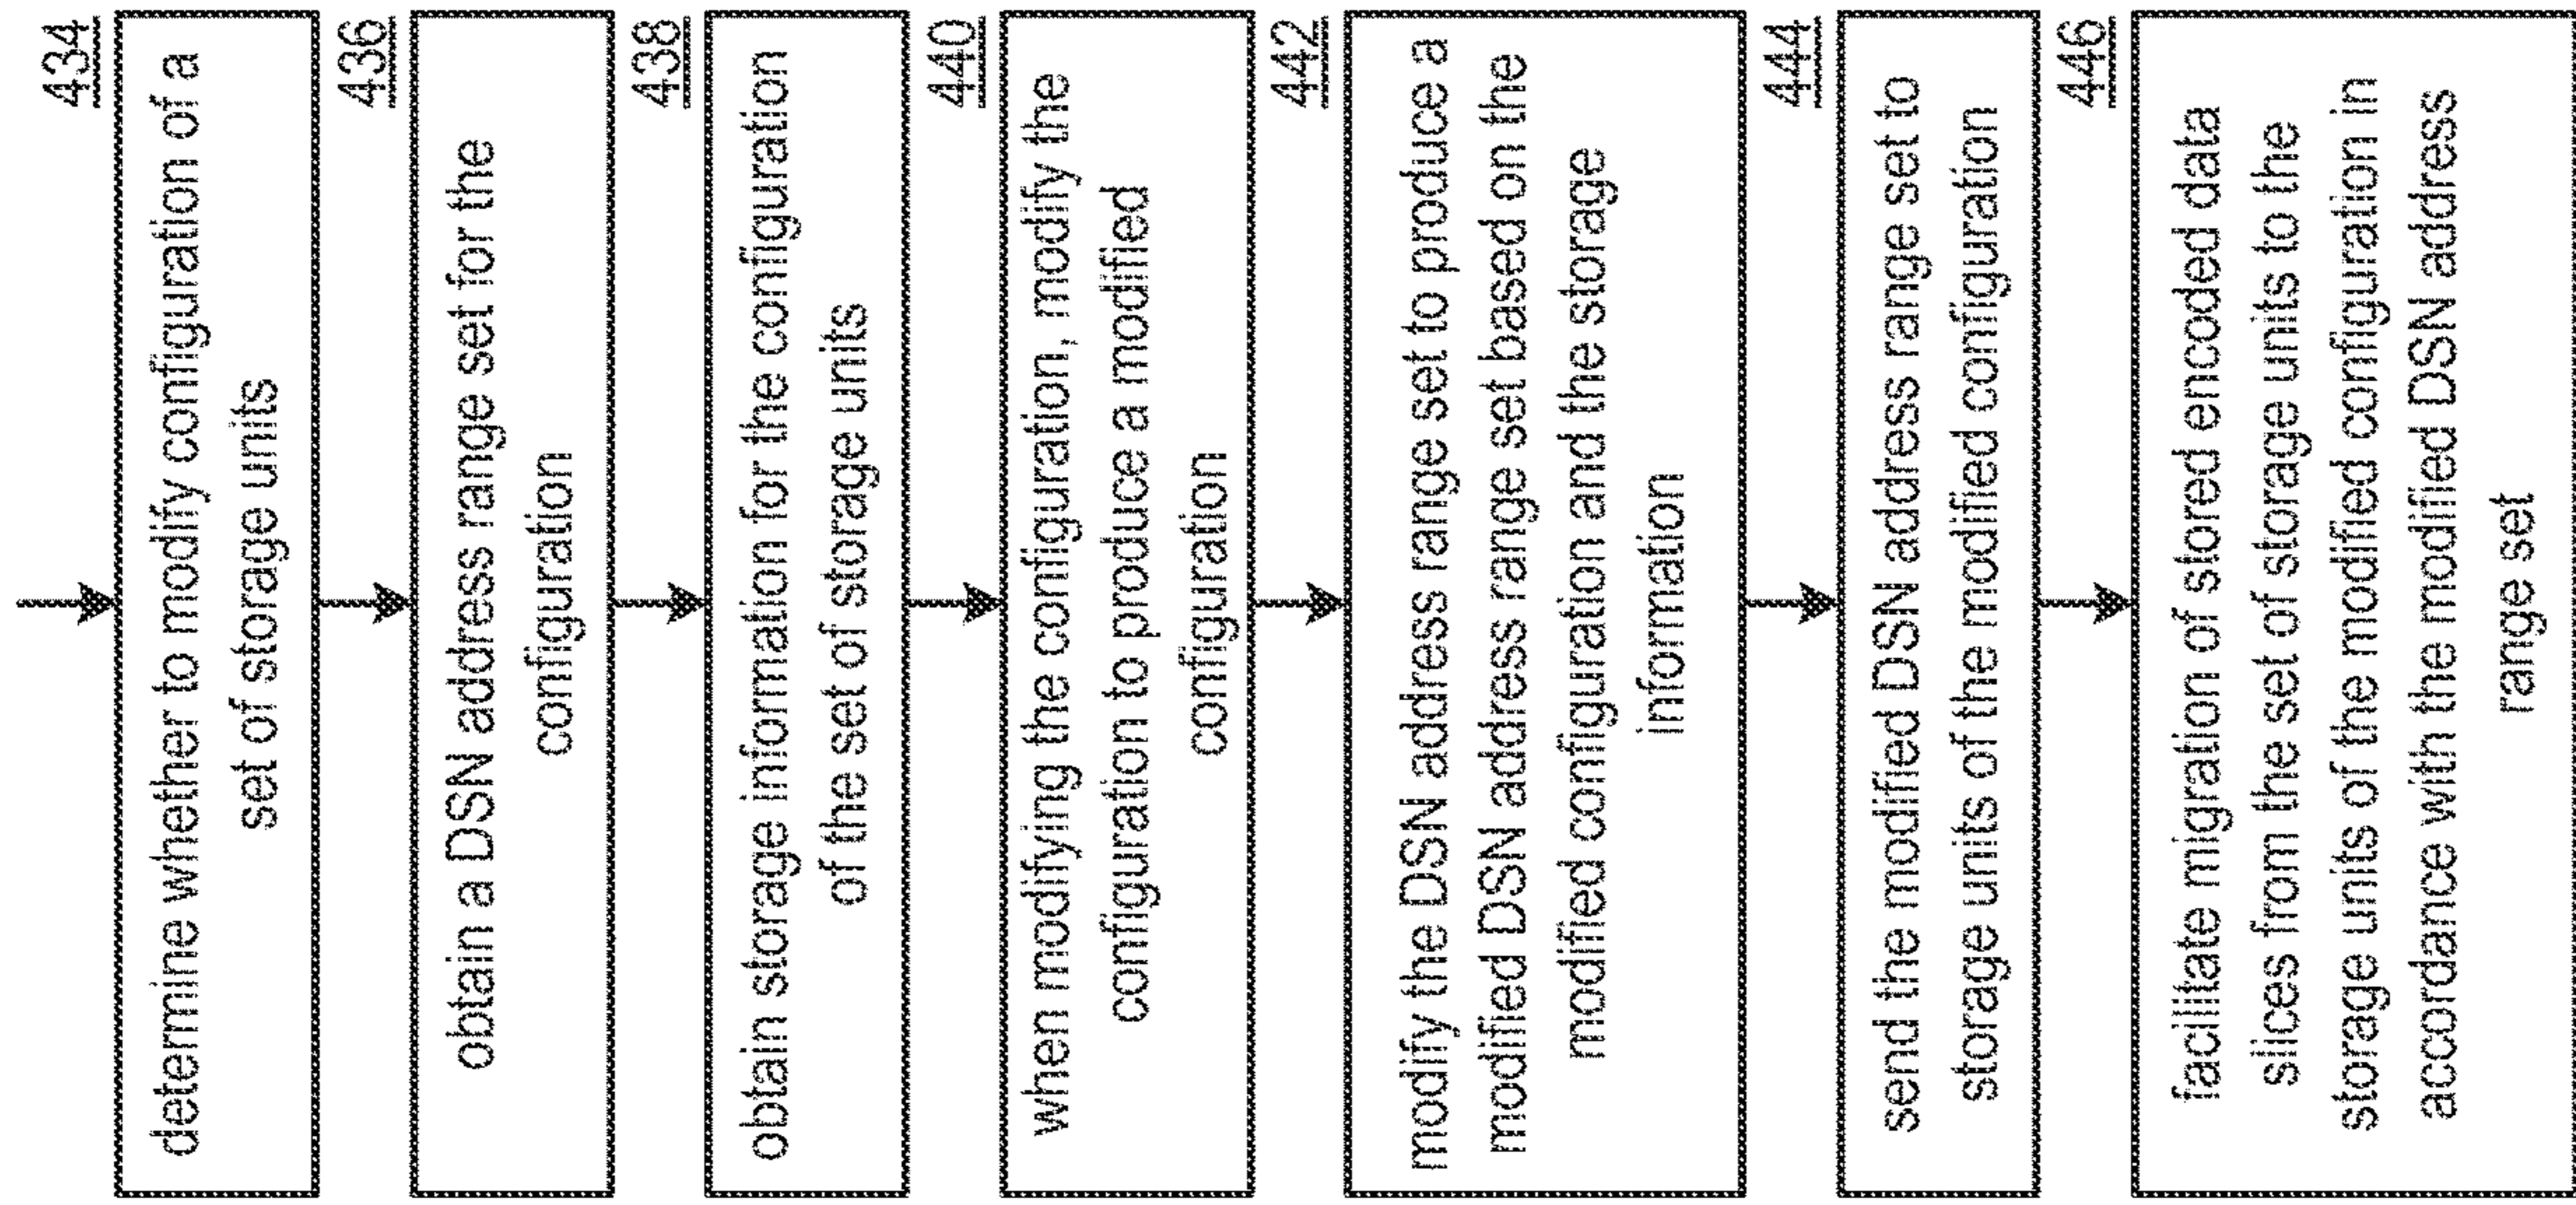 434
determine whether to modify configuration of a
set of storage units
436
obtain a DSN address range set for the
configuration
438
obtain storage information for the configuration
of the set of storage units
440
when modifying the configuration, modify the
configuration to produce a modified
configuration
442
modify the DSN address range set to produce a
modified DSN address range set based on the
modified configuration and the storage
information
444
send the modified DSN address range set to
storage units of the modified configuration
446
facilitate migration of stored encoded data
slices from the set of storage units to the
storage units of the modified configuration in
accordance with the modified DSN address
range set